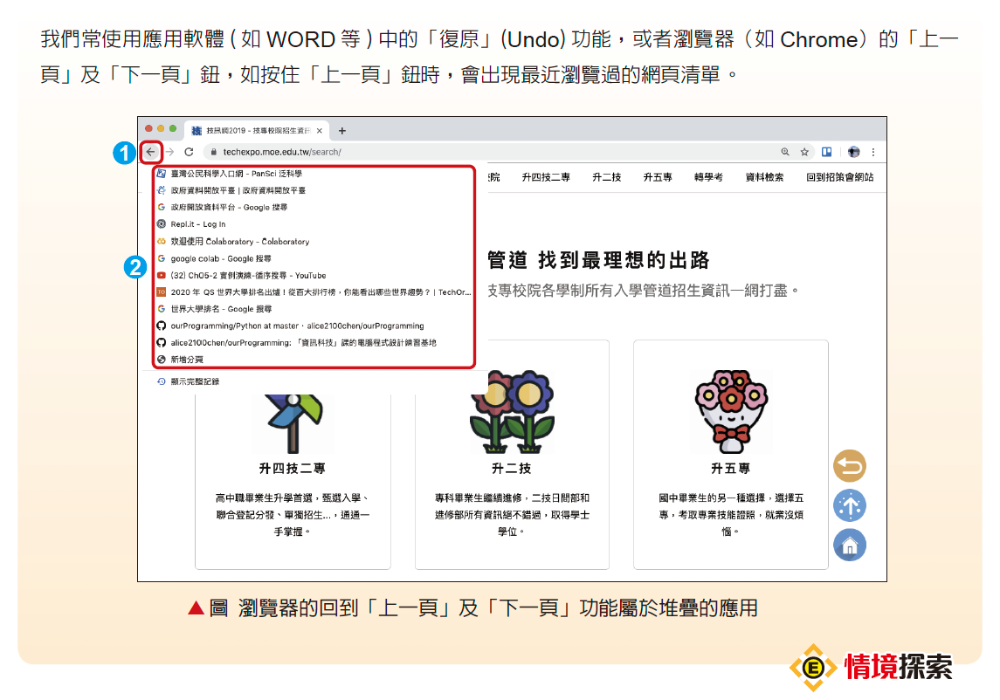 我們常使用應用軟體 ( 如 WORD 等 ) 中的「復原」(Undo) 功能，或者瀏覽器（如 Chrome）的「上一
頁」及「下一頁」鈕，如按住「上一頁」鈕時，會出現最近瀏覽過的網頁清單。
技訊網2019 - 技專校院招生資訊
1
techexpo.moe.edu.tw/search/
臺灣公民科學入口網 - PanSci 泛科學
院 升四技二專 升二技 升五專 轉學考 資料檢索 回到招策會網站
政府資料開放平臺 | 政府資料開放平臺
政府開放資料平台 - Google 搜尋
Repl.it - Log In
欢迎使用 Colaboratory - Colaboratory
2
google colab - Google 搜尋
管道 找到最理想的出路
(32) Ch05-2 實例演練-循序搜尋 - YouTube
2020 年 QS 世界大學排名出爐！從百大排行榜，你能看出哪些世界趨勢？ | TechOr...
技專校院各學制所有入學管道招生資訊一網打盡。
世界大學排名 - Google 搜尋
ourProgramming/Python at master · alice2100chen/ourProgramming
alice2100chen/ourProgramming: 「資訊科技」課的電腦程式設計練習基地
新增分頁
顯示完整記錄
升四技二專
高中職畢業生升學首選，甄選入學、
聯合登記分發、單獨招生...，通通一
手掌握。
升二技
專科畢業生繼續進修，二技日間部和
進修部所有資訊絕不錯過，取得學士
學位。
升五專
國中畢業生的另一種選擇，選擇五
專，考取專業技能證照，就業沒煩
惱。
▲圖 瀏覽器的回到「上一頁」及「下一頁」功能屬於堆疊的應用
E 情境探索